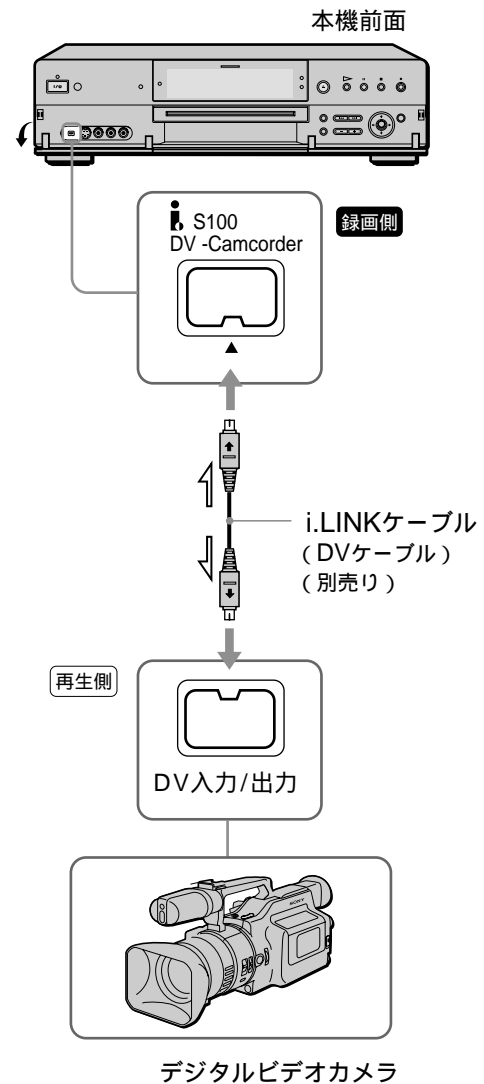 本機前面
I/
S100
DV -Camcorder
録画側
i.LINKケーブル
（DVケーブル）
（別売り）
再生側
DV入力/出力
SONY
デジタルビデオカメラ